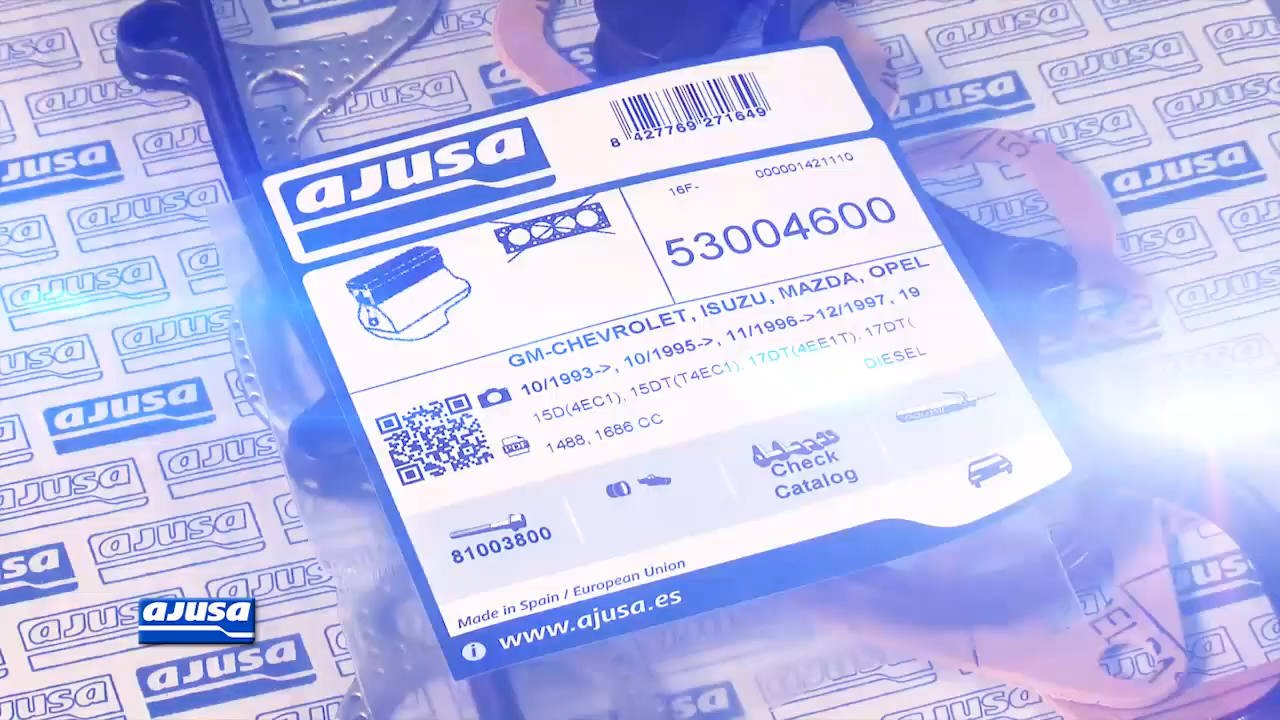 ajusa
8 427769 271649
16F- 000001421110
53004600
GM-CHEVROLET, ISUZU, MAZDA, OPEL
10/1993->, 10/1995->, 11/1996->12/1997, 19
15D(4EC1), 15DT(T4EC1), 17DT(4EE1T), 17DT(
1488, 1686 CC
DIESEL
PDF
Check
Catalog
81003800
Made in Spain / European Union
i www.ajusa.es
ajusa